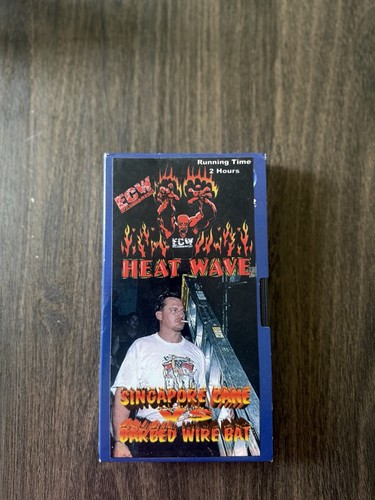 Running Time
2 Hours
ECW
ECW
HEAT WAVE
SINGAPORE CANE
VS
BARBED WIRE BAT